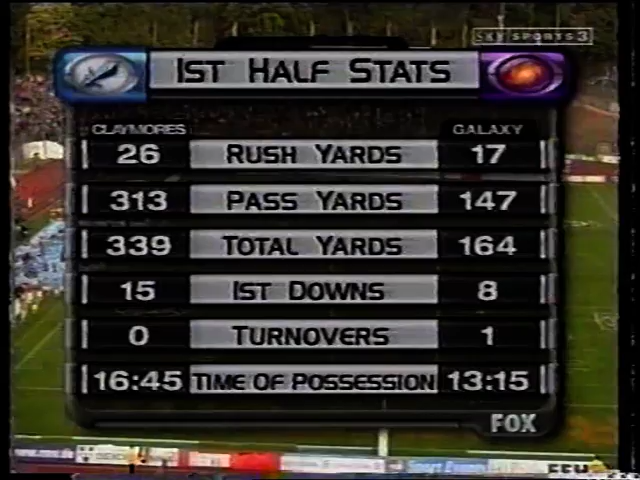 SKY SPORTS 3
1ST HALF STATS
CLAYMORES GALAXY
26 RUSH YARDS 17
313 PASS YARDS 147
339 TOTAL YARDS 164
15 1ST DOWNS 8
0 TURNOVERS 1
16:45 TIME OF POSSESSION 13:15
FOX